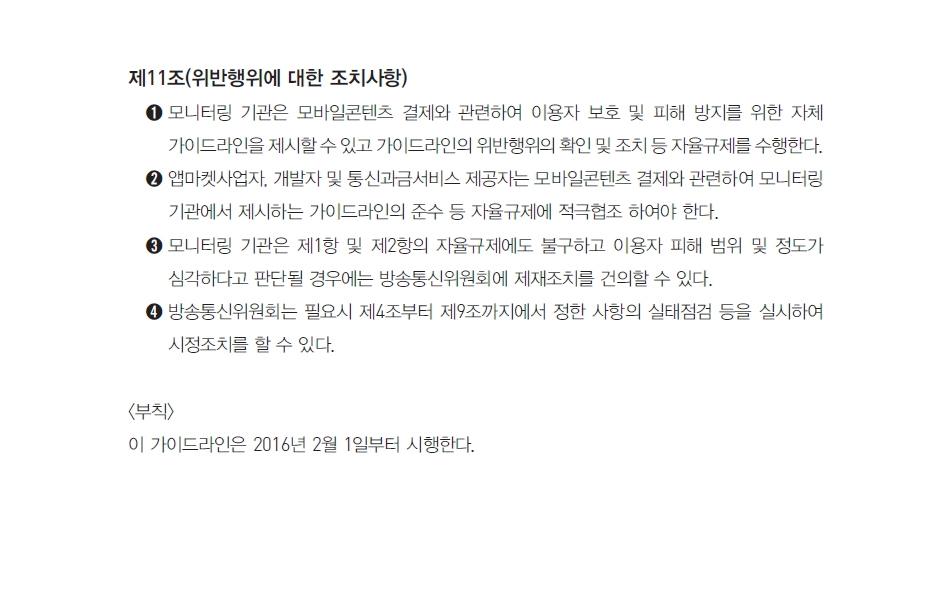 제11조(위반행위에 대한 조치사항)
❶ 모니터링 기관은 모바일콘텐츠 결제와 관련하여 이용자 보호 및 피해 방지를 위한 자체
가이드라인을 제시할 수 있고 가이드라인의 위반행위의 확인 및 조치 등 자율규제를 수행한다.
❷ 앱마켓사업자, 개발자 및 통신과금서비스 제공자는 모바일콘텐츠 결제와 관련하여 모니터링
기관에서 제시하는 가이드라인의 준수 등 자율규제에 적극협조 하여야 한다.
❸ 모니터링 기관은 제1항 및 제2항의 자율규제에도 불구하고 이용자 피해 범위 및 정도가
심각하다고 판단될 경우에는 방송통신위원회에 제재조치를 건의할 수 있다.
❹ 방송통신위원회는 필요시 제4조부터 제9조까지에서 정한 사항의 실태점검 등을 실시하여
시정조치를 할 수 있다.
〈부칙〉
이 가이드라인은 2016년 2월 1일부터 시행한다.